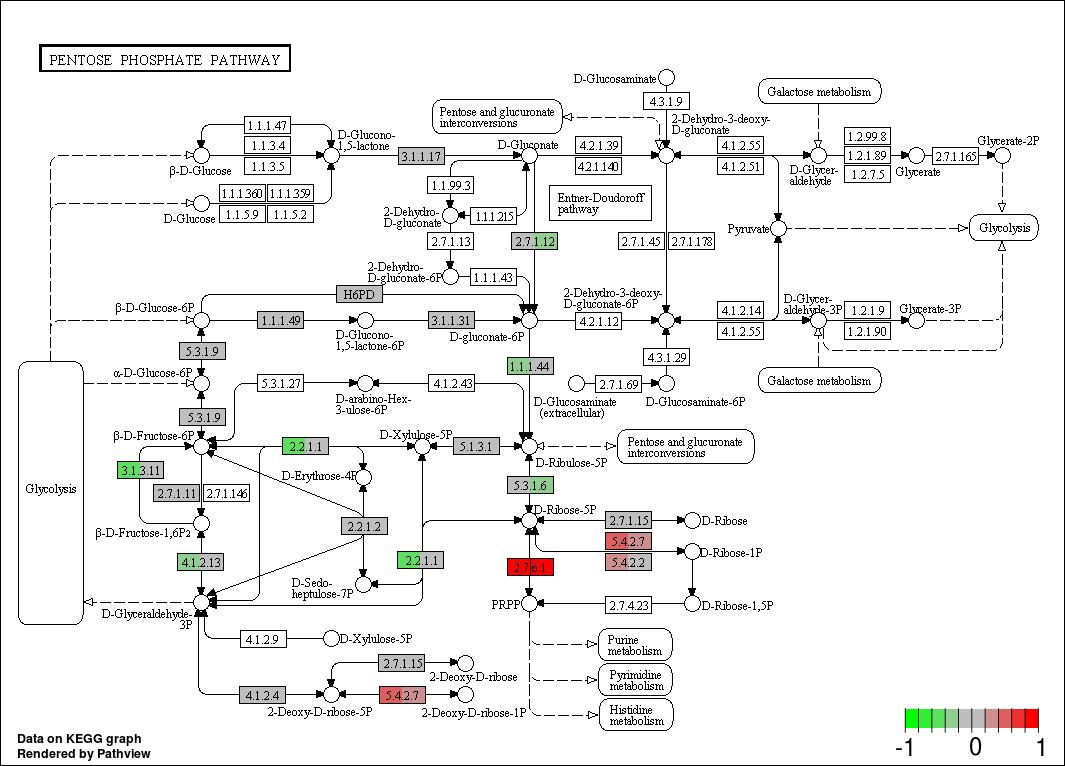 PENTOSE PHOSPHATE PATHWAY
D-Glucosaminate
4.3.1.9
Galactose metabolism
Pentose and glucuronate
interconversions
2-Dehydro-3-deoxy-
D-gluconate
1.1.1.47
D-Glucono-
1,5-lactone
1.1.3.4
1.1.3.5
β-D-Glucose
3.1.1.17
D-Gluconate
4.2.1.39
4.2.1.140
4.1.2.55
4.1.2.51
D-Glycer-
aldehyde
1.2.99.8
1.2.1.89
1.2.7.5
Glycerate
2.7.1.165
Glycerate-2P
1.1.1.360
1.1.1.359
1.1.5.9
1.1.5.2
D-Glucose
1.1.99.3
2-Dehydro-
D-gluconate
1.1.1.215
Entner-Doudoroff
pathway
2.7.1.13
2.7.1.12
2.7.1.45
2.7.1.178
Pyruvate
Glycolysis
2-Dehydro-
D-gluconate-6P
1.1.1.43
H6PD
β-D-Glucose-6P
1.1.1.49
D-Glucono-
1,5-lactone-6P
3.1.1.31
D-gluconate-6P
2-Dehydro-3-deoxy-
D-gluconate-6P
4.2.1.12
4.1.2.14
4.1.2.55
D-Glycer-
aldehyde-3P
1.2.1.9
1.2.1.90
Glycerate-3P
5.3.1.9
1.1.1.44
4.3.1.29
Galactose metabolism
α-D-Glucose-6P
5.3.1.27
D-arabino-Hex-
3-ulose-6P
4.1.2.43
D-Glucosaminate
(extracellular)
2.7.1.69
D-Glucosaminate-6P
5.3.1.9
β-D-Fructose-6P
2.2.1.1
D-Xylulose-5P
5.1.3.1
D-Ribulose-5P
Pentose and glucuronate
interconversions
Glycolysis
3.1.3.11
2.7.1.11
2.7.1.146
D-Erythrose-4P
5.3.1.6
β-D-Fructose-1,6P2
2.2.1.2
D-Ribose-5P
2.7.1.15
D-Ribose
5.4.2.7
5.4.2.2
D-Ribose-1P
4.1.2.13
2.2.1.1
2.7.6.1
D-Sedo-
heptulose-7P
D-Glyceraldehyde-
3P
PRPP
2.7.4.23
D-Ribose-1,5P
4.1.2.9
D-Xylulose-5P
Purine
metabolism
Pyrimidine
metabolism
Histidine
metabolism
2.7.1.15
2-Deoxy-D-ribose
4.1.2.4
2-Deoxy-D-ribose-5P
5.4.2.7
2-Deoxy-D-ribose-1P
Data on KEGG graph
Rendered by Pathview
-1 0 1